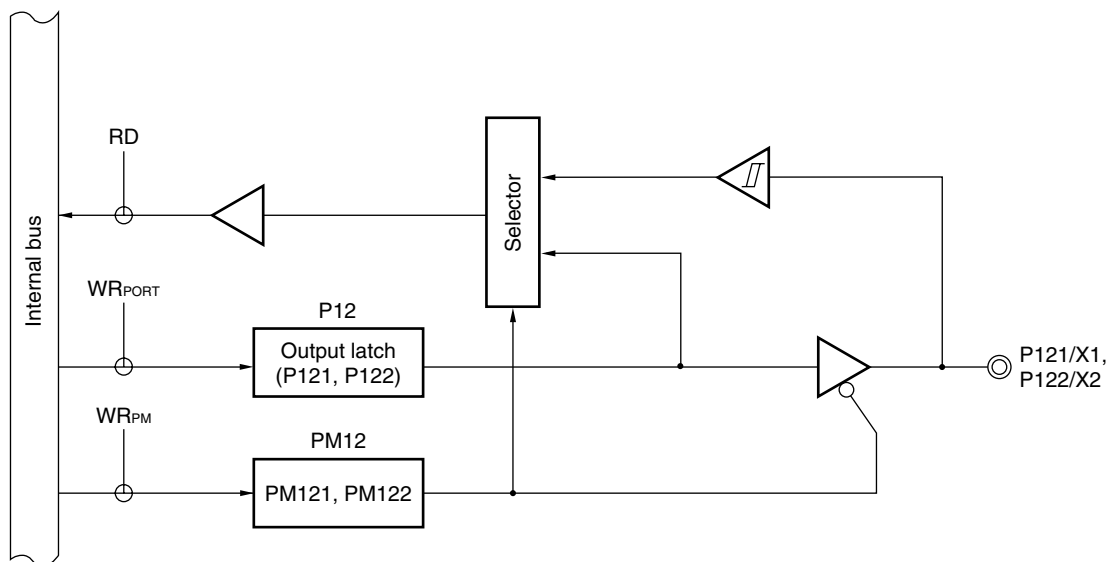 RD
Internal bus
Selector
WRPORT
P12
Output latch
(P121, P122)
P121/X1,
P122/X2
WRPM
PM12
PM121, PM122